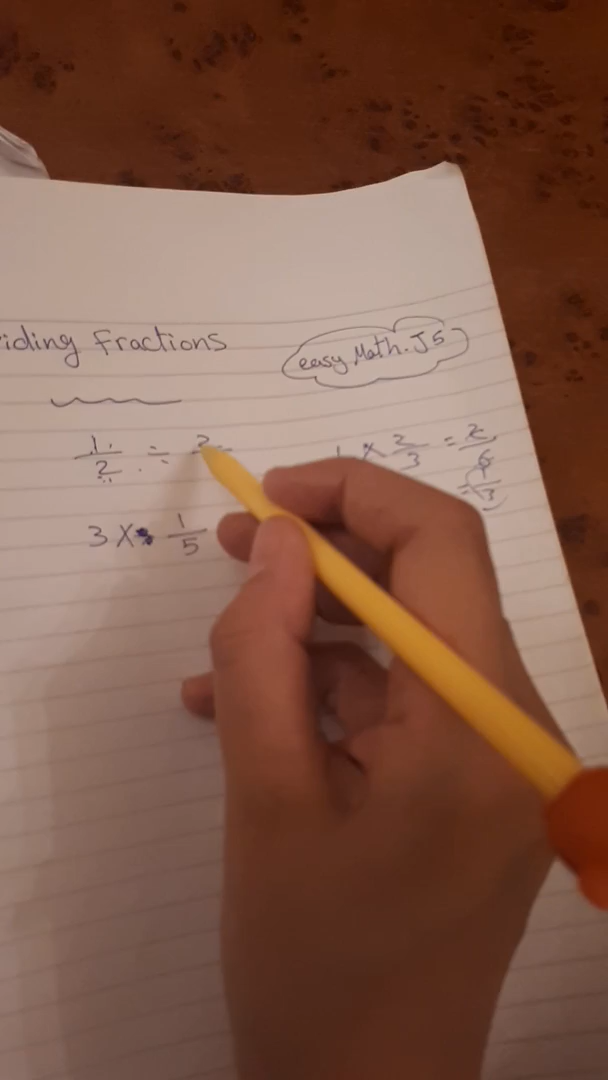 iding Fractions
easy Math.J5
1/2 ÷
× 2/3 = 2/6
= 1/3
3 × 1/5